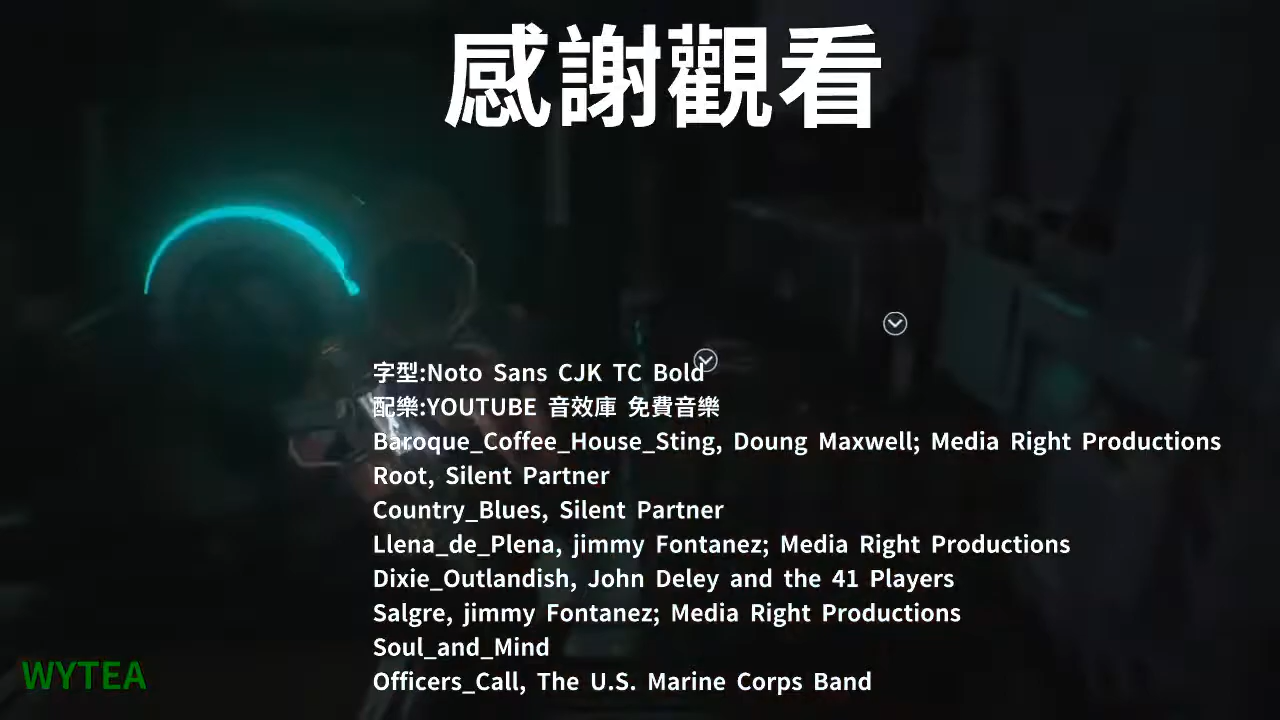 感謝觀看
字型:Noto Sans CJK TC Bold
配樂:YOUTUBE 音效庫 免費音樂
Baroque_Coffee_House_Sting, Doung Maxwell; Media Right Productions
Root, Silent Partner
Country_Blues, Silent Partner
Llena_de_Plena, jimmy Fontanez; Media Right Productions
Dixie_Outlandish, John Deley and the 41 Players
Salgre, jimmy Fontanez; Media Right Productions
Soul_and_Mind
Officers_Call, The U.S. Marine Corps Band
WYTEA